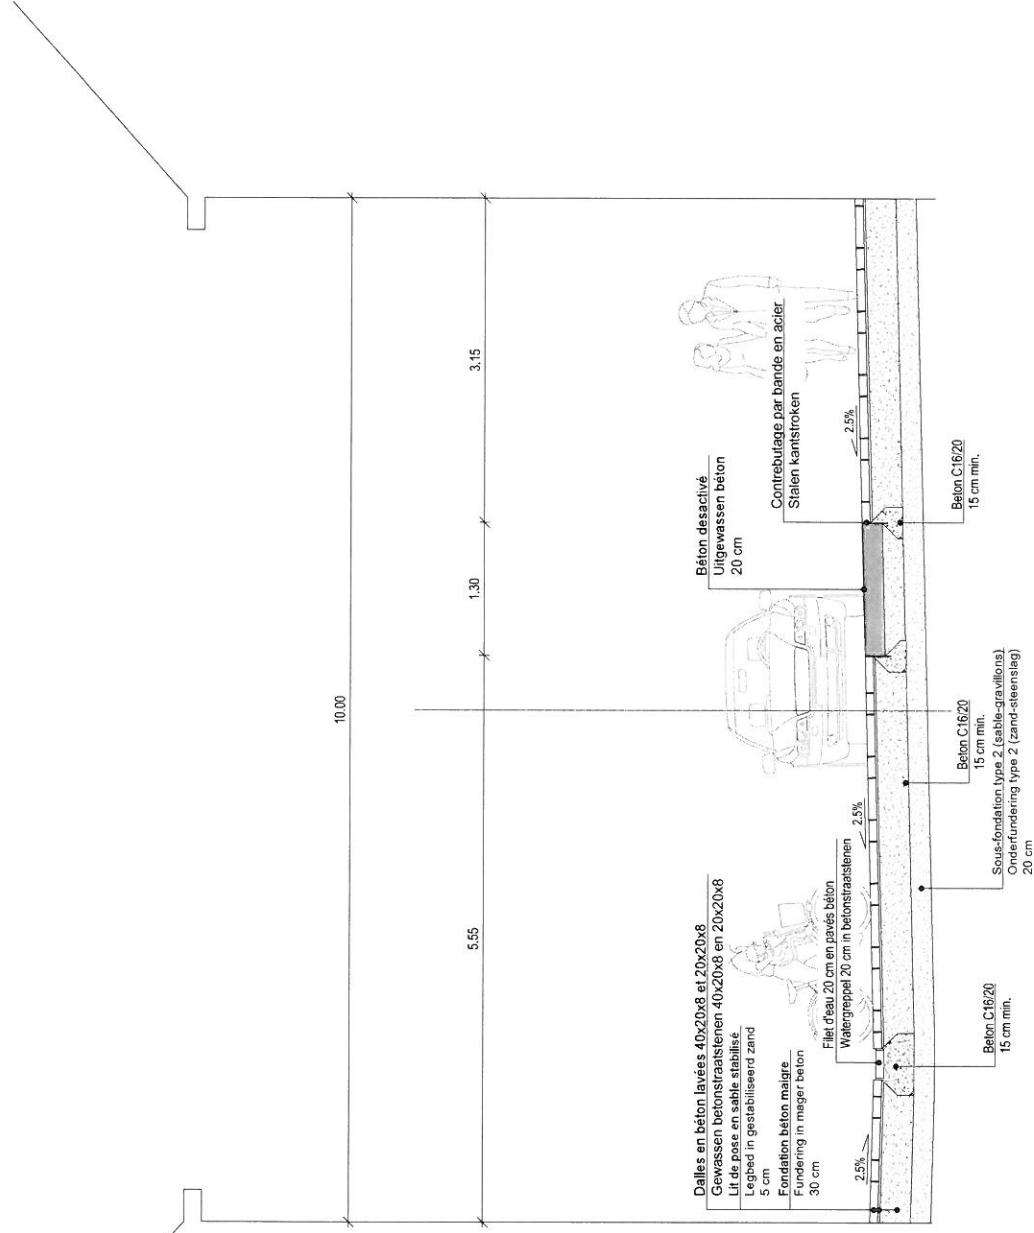 10.00
5.55
1.30
3.15
Dalles en béton lavées 40x20x8 et 20x20x8
Gewassen betonstraatstenen 40x20x8 en 20x20x8
Lit de pose en sable stabilisé
Legbed in gestabiliseerd zand
5 cm
Fondation béton maigre
Fundering in mager beton
30 cm
Filet d'eau 20 cm en pavés béton
Watergreppel 20 cm in betonstraatstenen
Béton desactivé
Uitgewassen béton
20 cm
Contrebutage par bande en acier
Stalen kantstroken
2.5%
2.5%
2.5%
Beton C16/20
15 cm min.
Beton C16/20
15 cm min.
Beton C16/20
15 cm min.
Sous-fondation type 2 (sable-gravillons)
Onderfundering type 2 (zand-steenslag)
20 cm